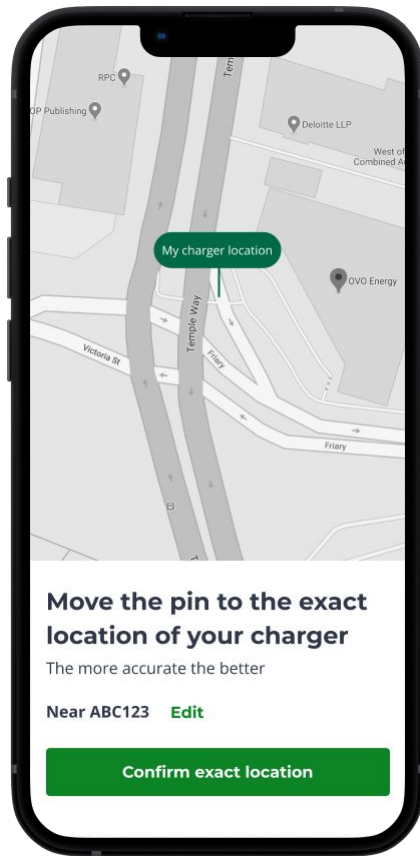 RPC
OP Publishing
Tem
Deloitte LLP
West of
Combined A
My charger location
OVO Energy
Temple Way
Victoria St
Friary
Friary
T
Move the pin to the exact
location of your charger
The more accurate the better
Near ABC123 Edit
Confirm exact location